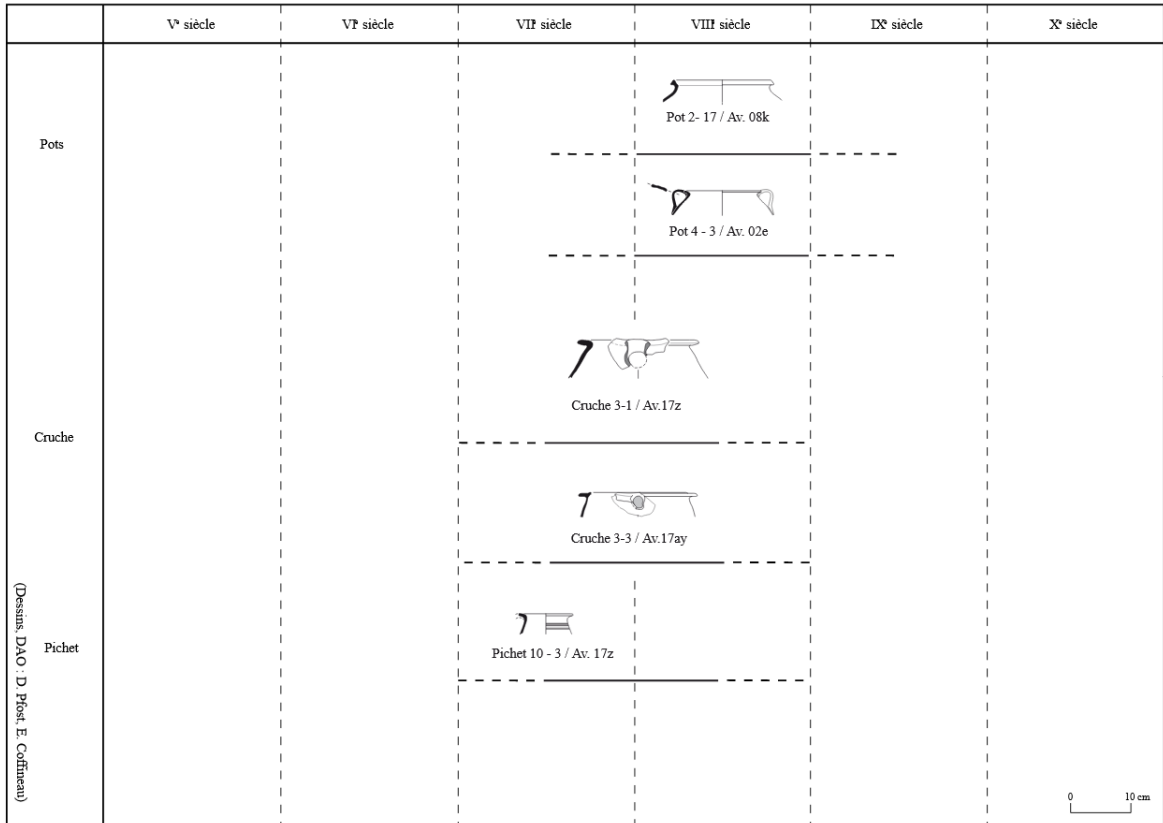 Vᵉ siècle
VIᵉ siècle
VIIᵉ siècle
VIIIᵉ siècle
IXᵉ siècle
Xᵉ siècle
Pots
Pot 2- 17 / Av. 08k
Pot 4 - 3 / Av. 02e
Cruche
Cruche 3-1 / Av.17z
Cruche 3-3 / Av.17ay
Pichet
Pichet 10 - 3 / Av. 17z
(Dessins, DAO : D. Pfost, E. Coffineau)
0 10 cm